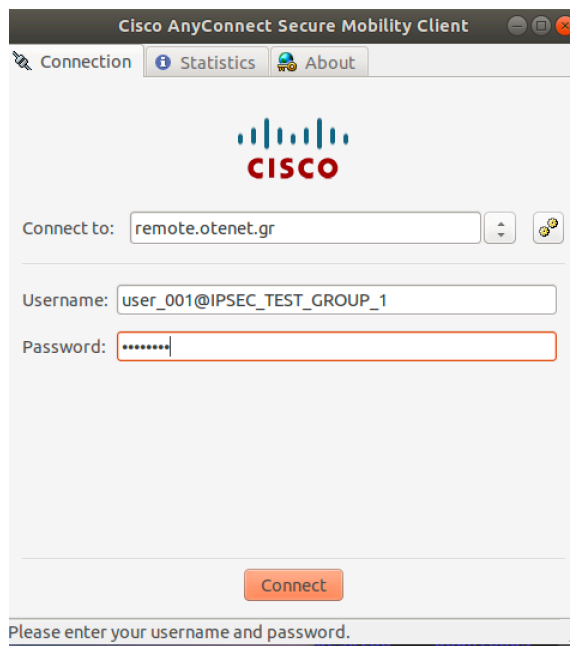 Cisco AnyConnect Secure Mobility Client
Connection Statistics About
CISCO
Connect to: remote.otenet.gr
Username: user_001@IPSEC_TEST_GROUP_1
Password: ••••••••
Connect
Please enter your username and password.